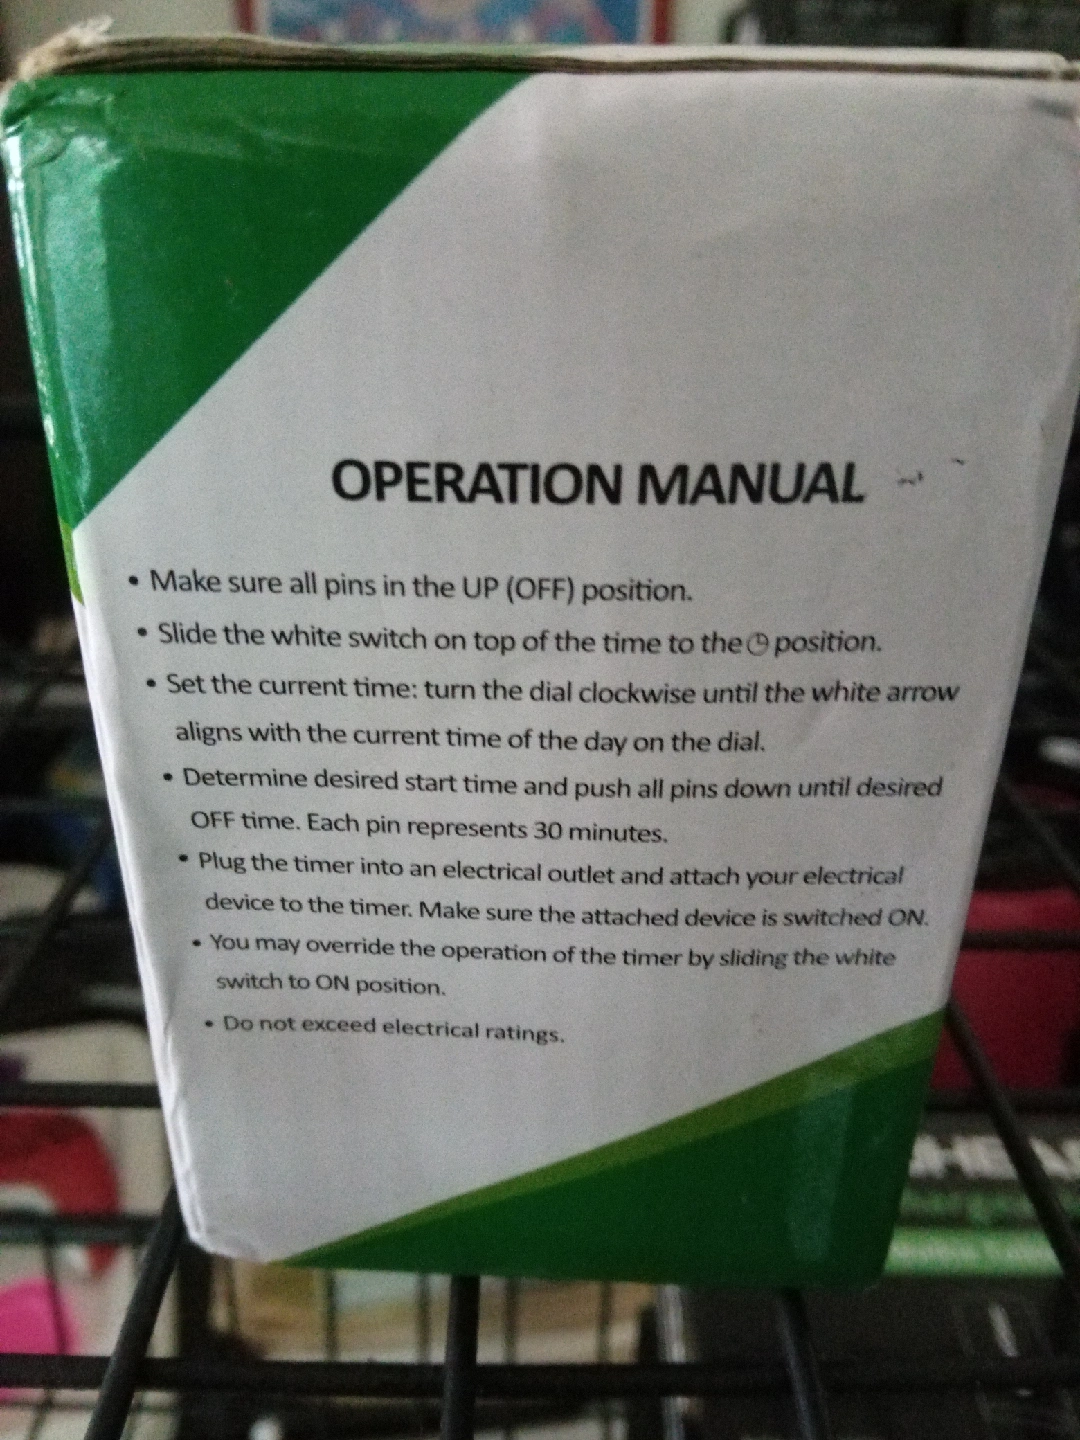 OPERATION MANUAL
• Make sure all pins in the UP (OFF) position.
• Slide the white switch on top of the time to the position.
• Set the current time: turn the dial clockwise until the white arrow
aligns with the current time of the day on the dial.
• Determine desired start time and push all pins down until desired
OFF time. Each pin represents 30 minutes.
• Plug the timer into an electrical outlet and attach your electrical
device to the timer. Make sure the attached device is switched ON.
• You may override the operation of the timer by sliding the white
switch to ON position.
• Do not exceed electrical ratings.